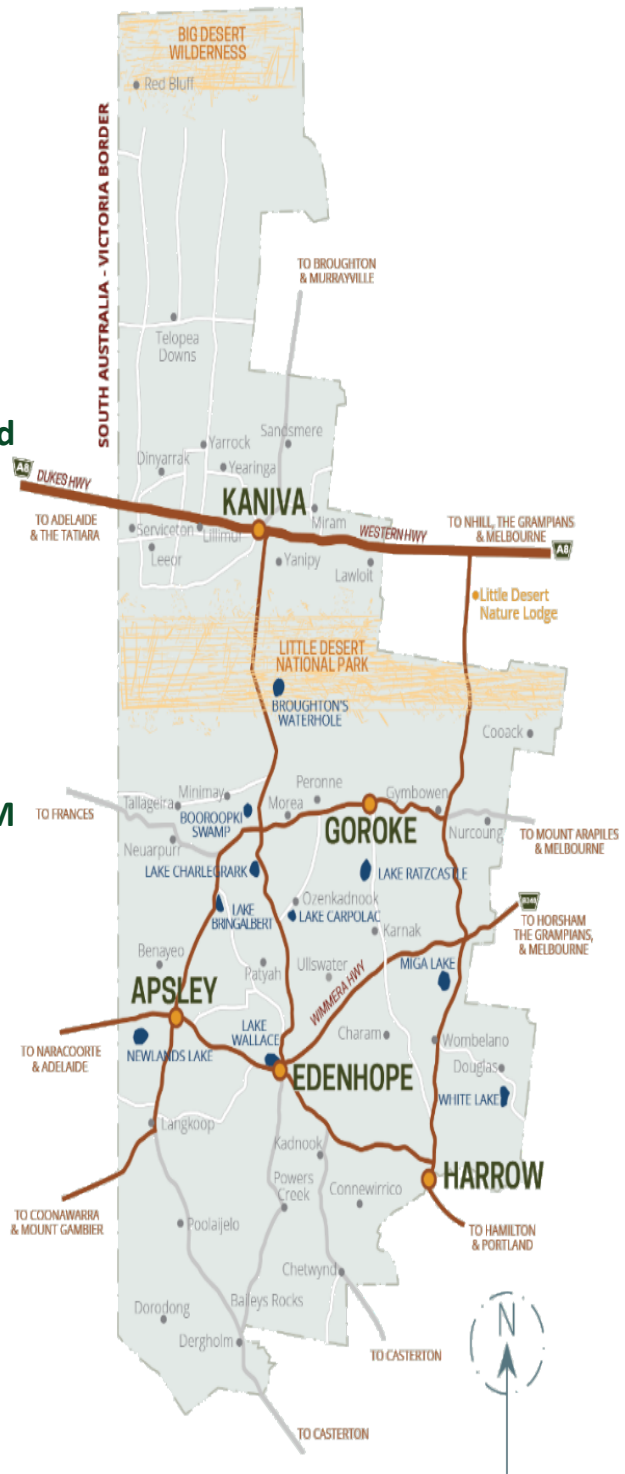 BIG DESERT
WILDERNESS
Red Bluff
SOUTH AUSTRALIA - VICTORIA BORDER
TO BROUGHTON
& MURRAYVILLE
Telopea
Downs
d
Sandsmere
Yarrock
Dinyarrak
Yearinga
A8
DUKES HWY
KANIVA
TO ADELAIDE
& THE TATIARA
Serviceton
Lillimur
Miram
WESTERN HWY
TO NHILL, THE GRAMPIANS
& MELBOURNE
A8
Leeor
Yanipy
Lawloit
Little Desert
Nature Lodge
LITTLE DESERT
NATIONAL PARK
BROUGHTON'S
WATERHOLE
Cooack
Peronne
Minimay
Gymbowen
Tallageira
Morea
M
TO FRANCES
BOOROOPKI
SWAMP
GOROKE
Nurcoung
TO MOUNT ARAPILES
& MELBOURNE
Neuarpurr
LAKE CHARLEGRARK
LAKE RATZCASTLE
Ozenkadnook
LAKE
BRINGALBERT
LAKE CARPOLAC
TO HORSHAM
THE GRAMPIANS,
& MELBOURNE
Karnak
Benayeo
Patyah
Ullswater
WIMMERA HWY
MIGA LAKE
APSLEY
LAKE
WALLACE
Charam
Wombelano
TO NARACOORTE
& ADELAIDE
NEWLANDS LAKE
EDENHOPE
Douglas
WHITE LAKE
Langkoop
Kadnook
HARROW
Powers
Creek
Connewirrico
TO COONAWARRA
& MOUNT GAMBIER
Poolaijelo
TO HAMILTON
& PORTLAND
Chetwynd
Baileys Rocks
Dorodong
Dergholm
N
TO CASTERTON
TO CASTERTON